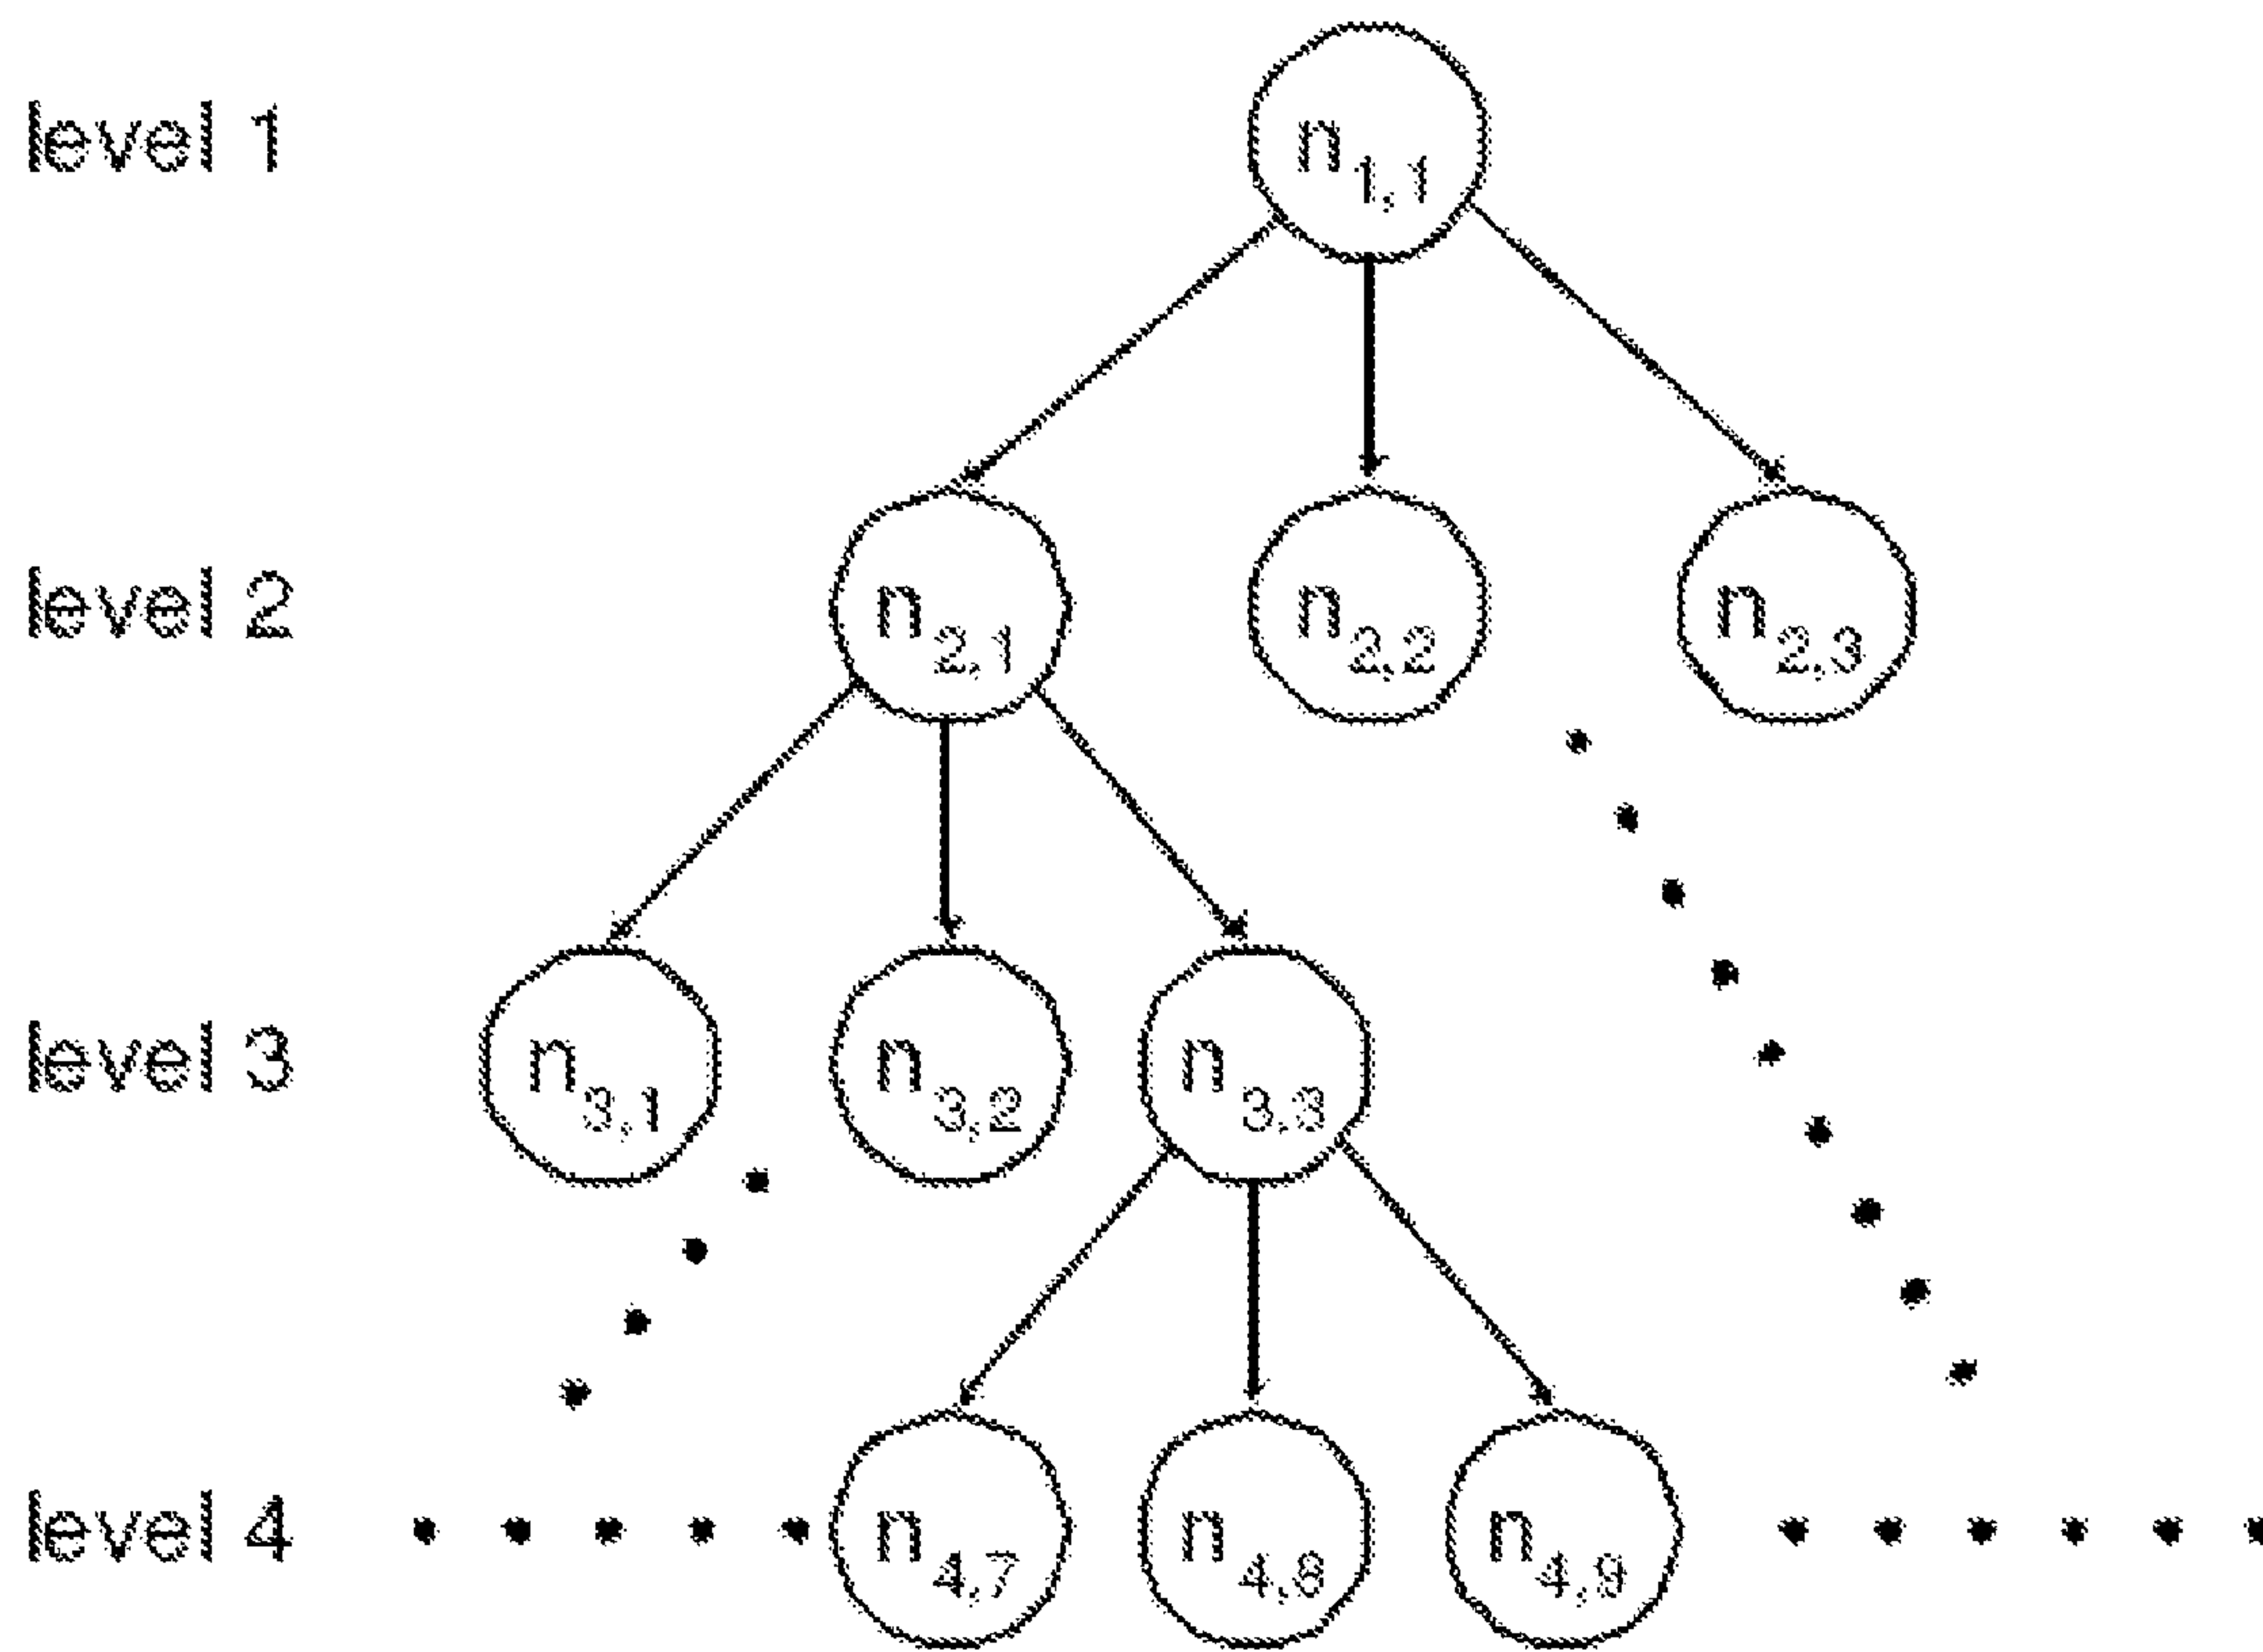 level 1 n1,1
level 2 n2,1 n2,2 n2,3
level 3 n3,1 n3,2 n3,3
level 4 n4,7 n4,8 n4,9